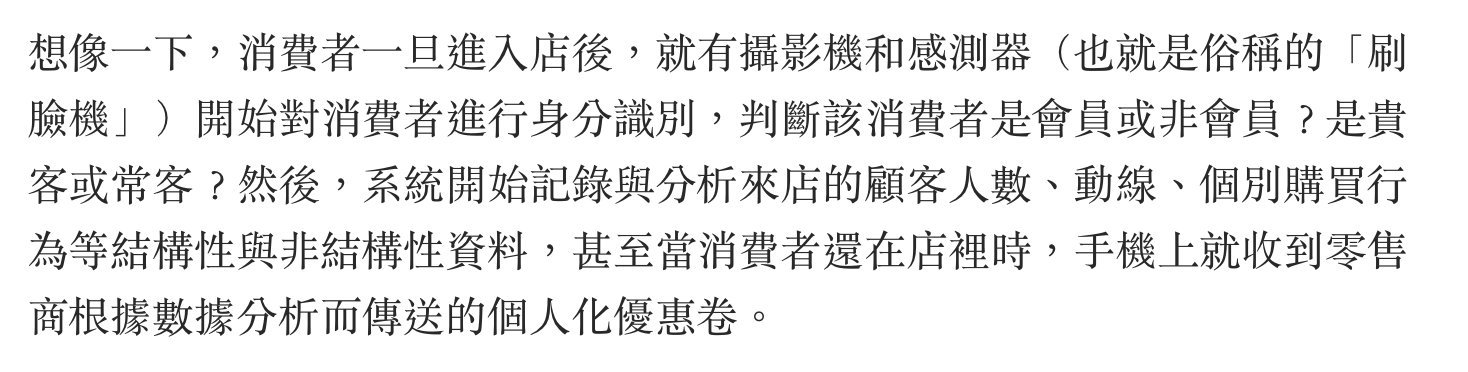 想像一下，消費者一旦進入店後，就有攝影機和感測器（也就是俗稱的「刷
臉機」）開始對消費者進行身分識別，判斷該消費者是會員或非會員？是貴
客或常客？然後，系統開始記錄與分析來店的顧客人數、動線、個別購買行
為等結構性與非結構性資料，甚至當消費者還在店裡時，手機上就收到零售
商根據數據分析而傳送的個人化優惠卷。